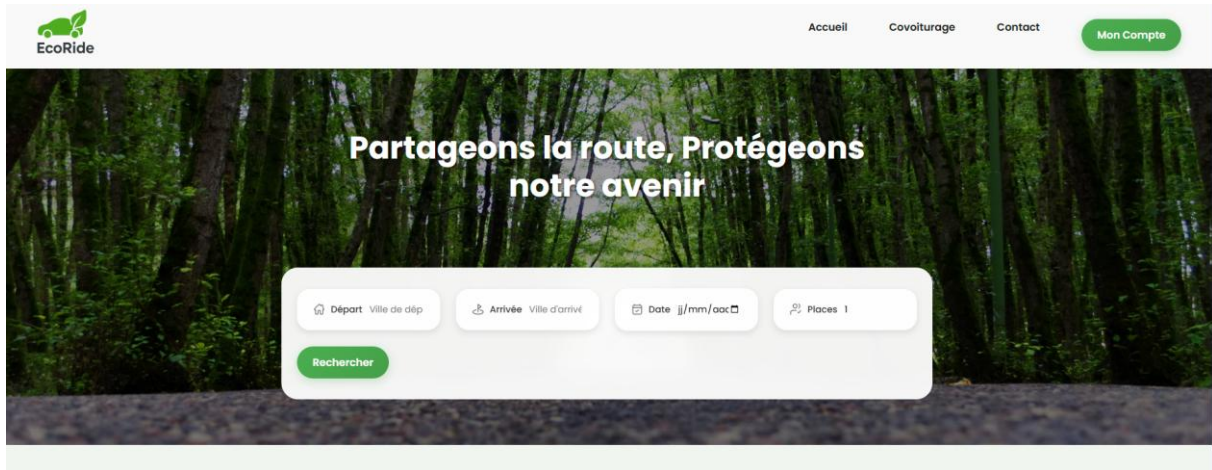 EcoRide
Accueil Covoiturage Contact Mon Compte
Partageons la route, Protégeons
notre avenir
Départ Ville de dép Arrivée Ville d'arrivé Date jj/mm/aac Places 1
Rechercher